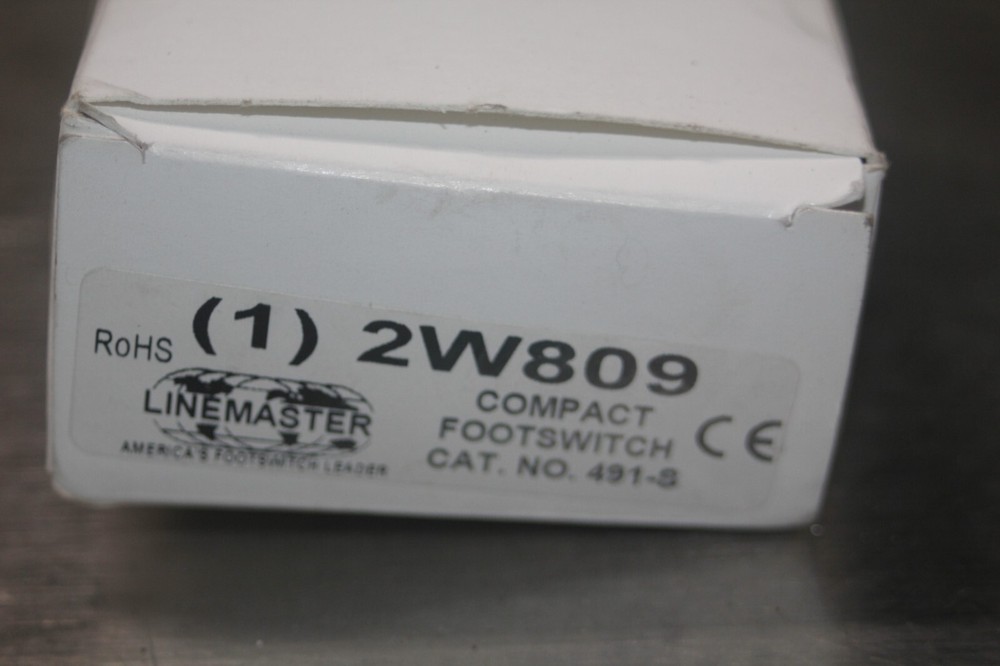 RoHS (1) 2W809
LINEMASTER
AMERICA'S FOOTSWITCH LEADER
COMPACT
FOOTSWITCH
CAT. NO. 491-S
CE